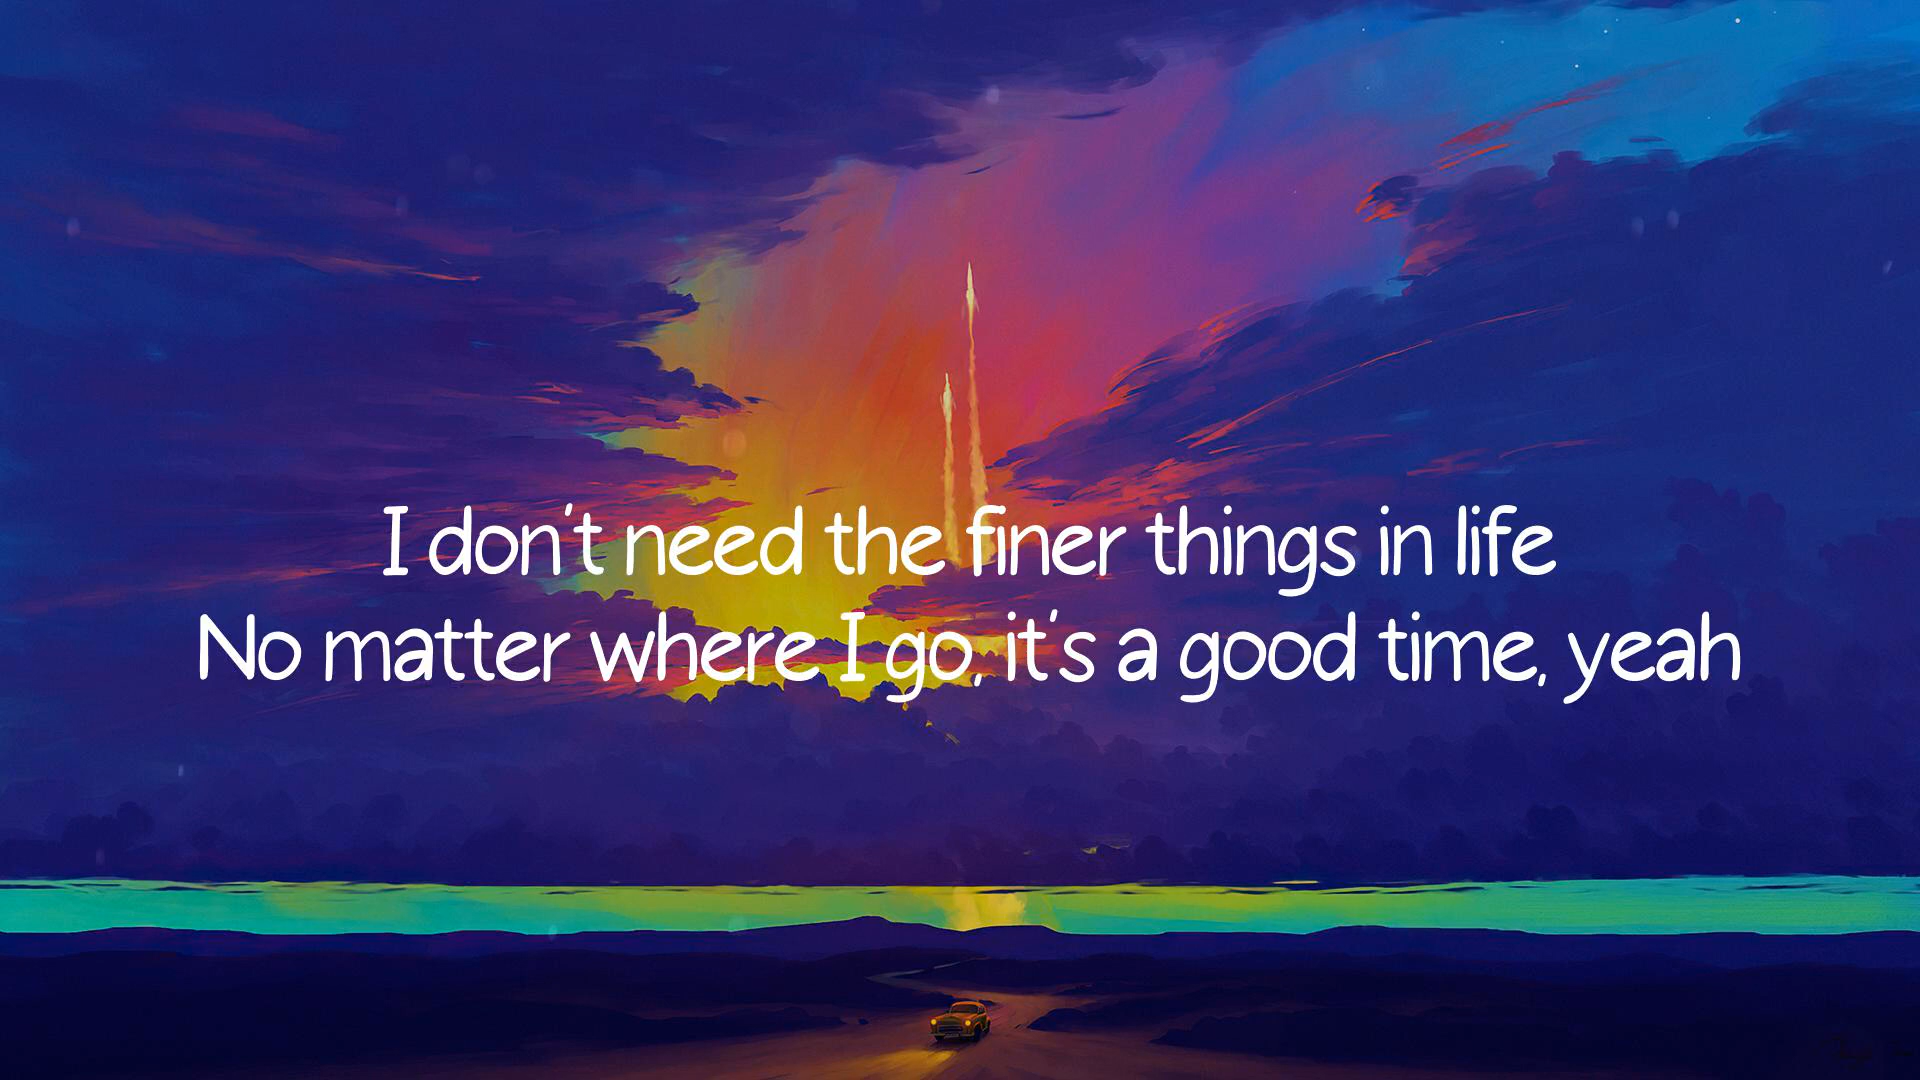 I don't need the finer things in life
No matter where I go, it's a good time, yeah